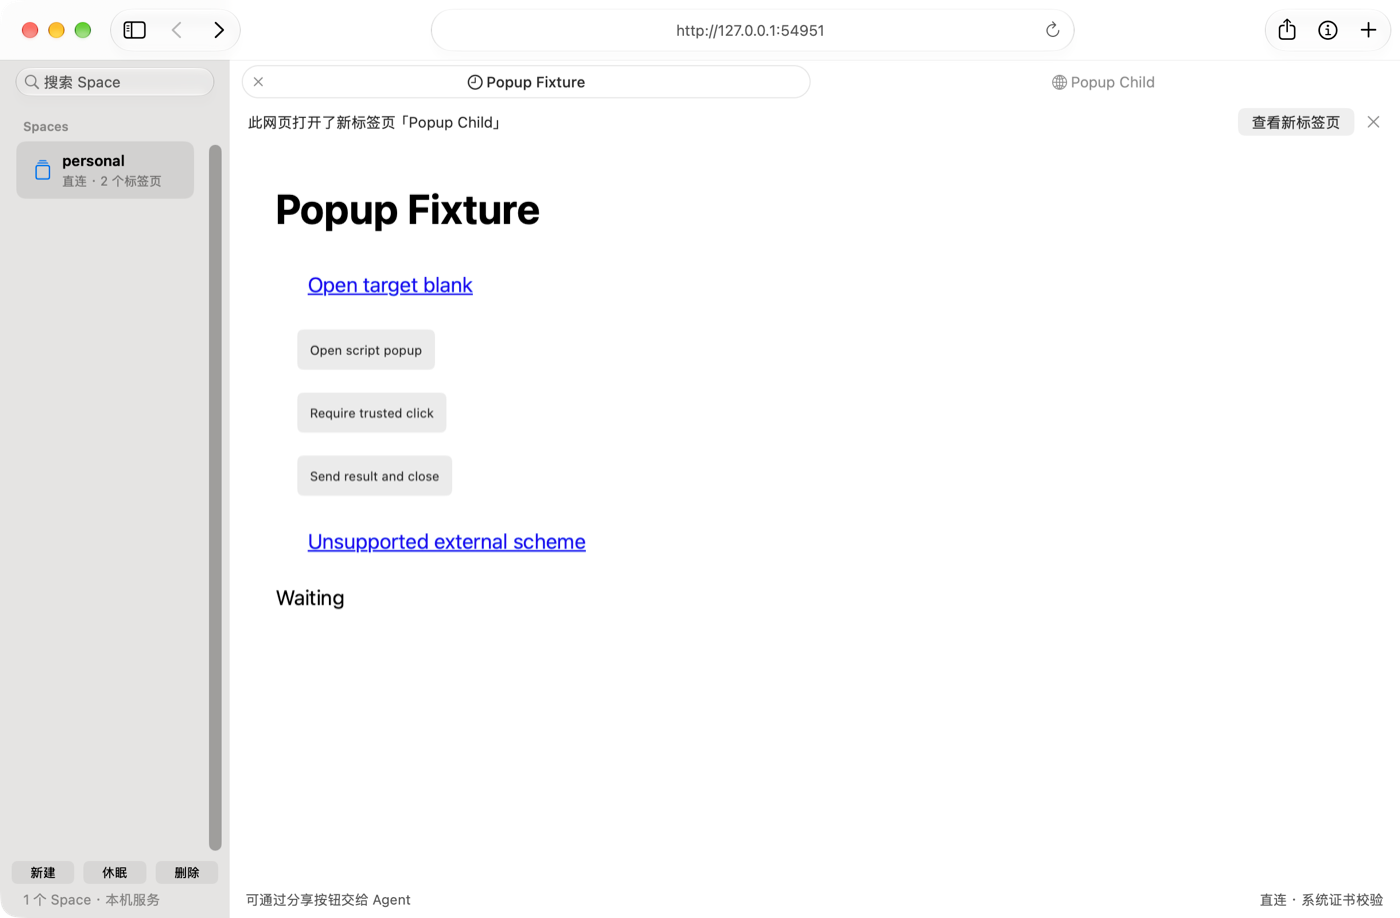 http://127.0.0.1:54951
搜索 Space
Popup Fixture
Popup Child
Spaces
personal
直连 · 2 个标签页
此网页打开了新标签页「Popup Child」
查看新标签页
Popup Fixture
Open target blank
Open script popup
Require trusted click
Send result and close
Unsupported external scheme
Waiting
新建
休眠
删除
1 个 Space · 本机服务
可通过分享按钮交给 Agent
直连 · 系统证书校验